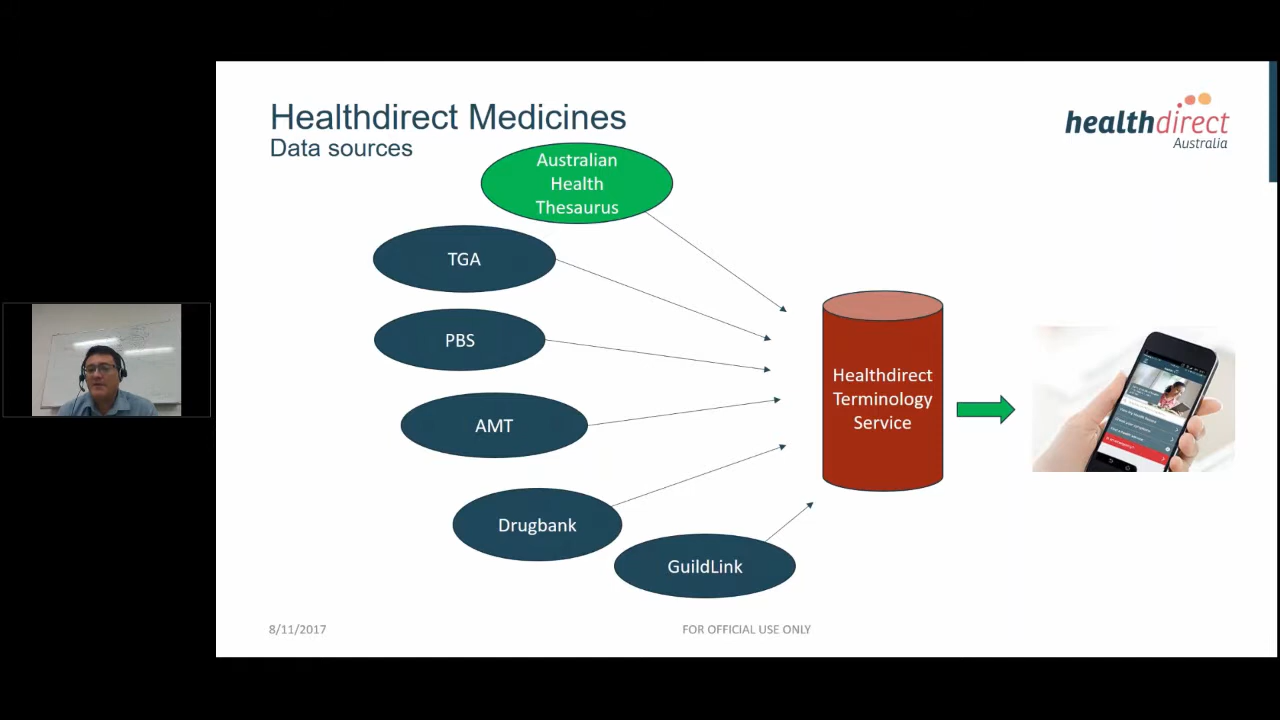 Healthdirect Medicines
Data sources
healthdirect
Australia
Australian
Health
Thesaurus
TGA
PBS
AMT
Drugbank
GuildLink
Healthdirect
Terminology
Service
8/11/2017
FOR OFFICIAL USE ONLY